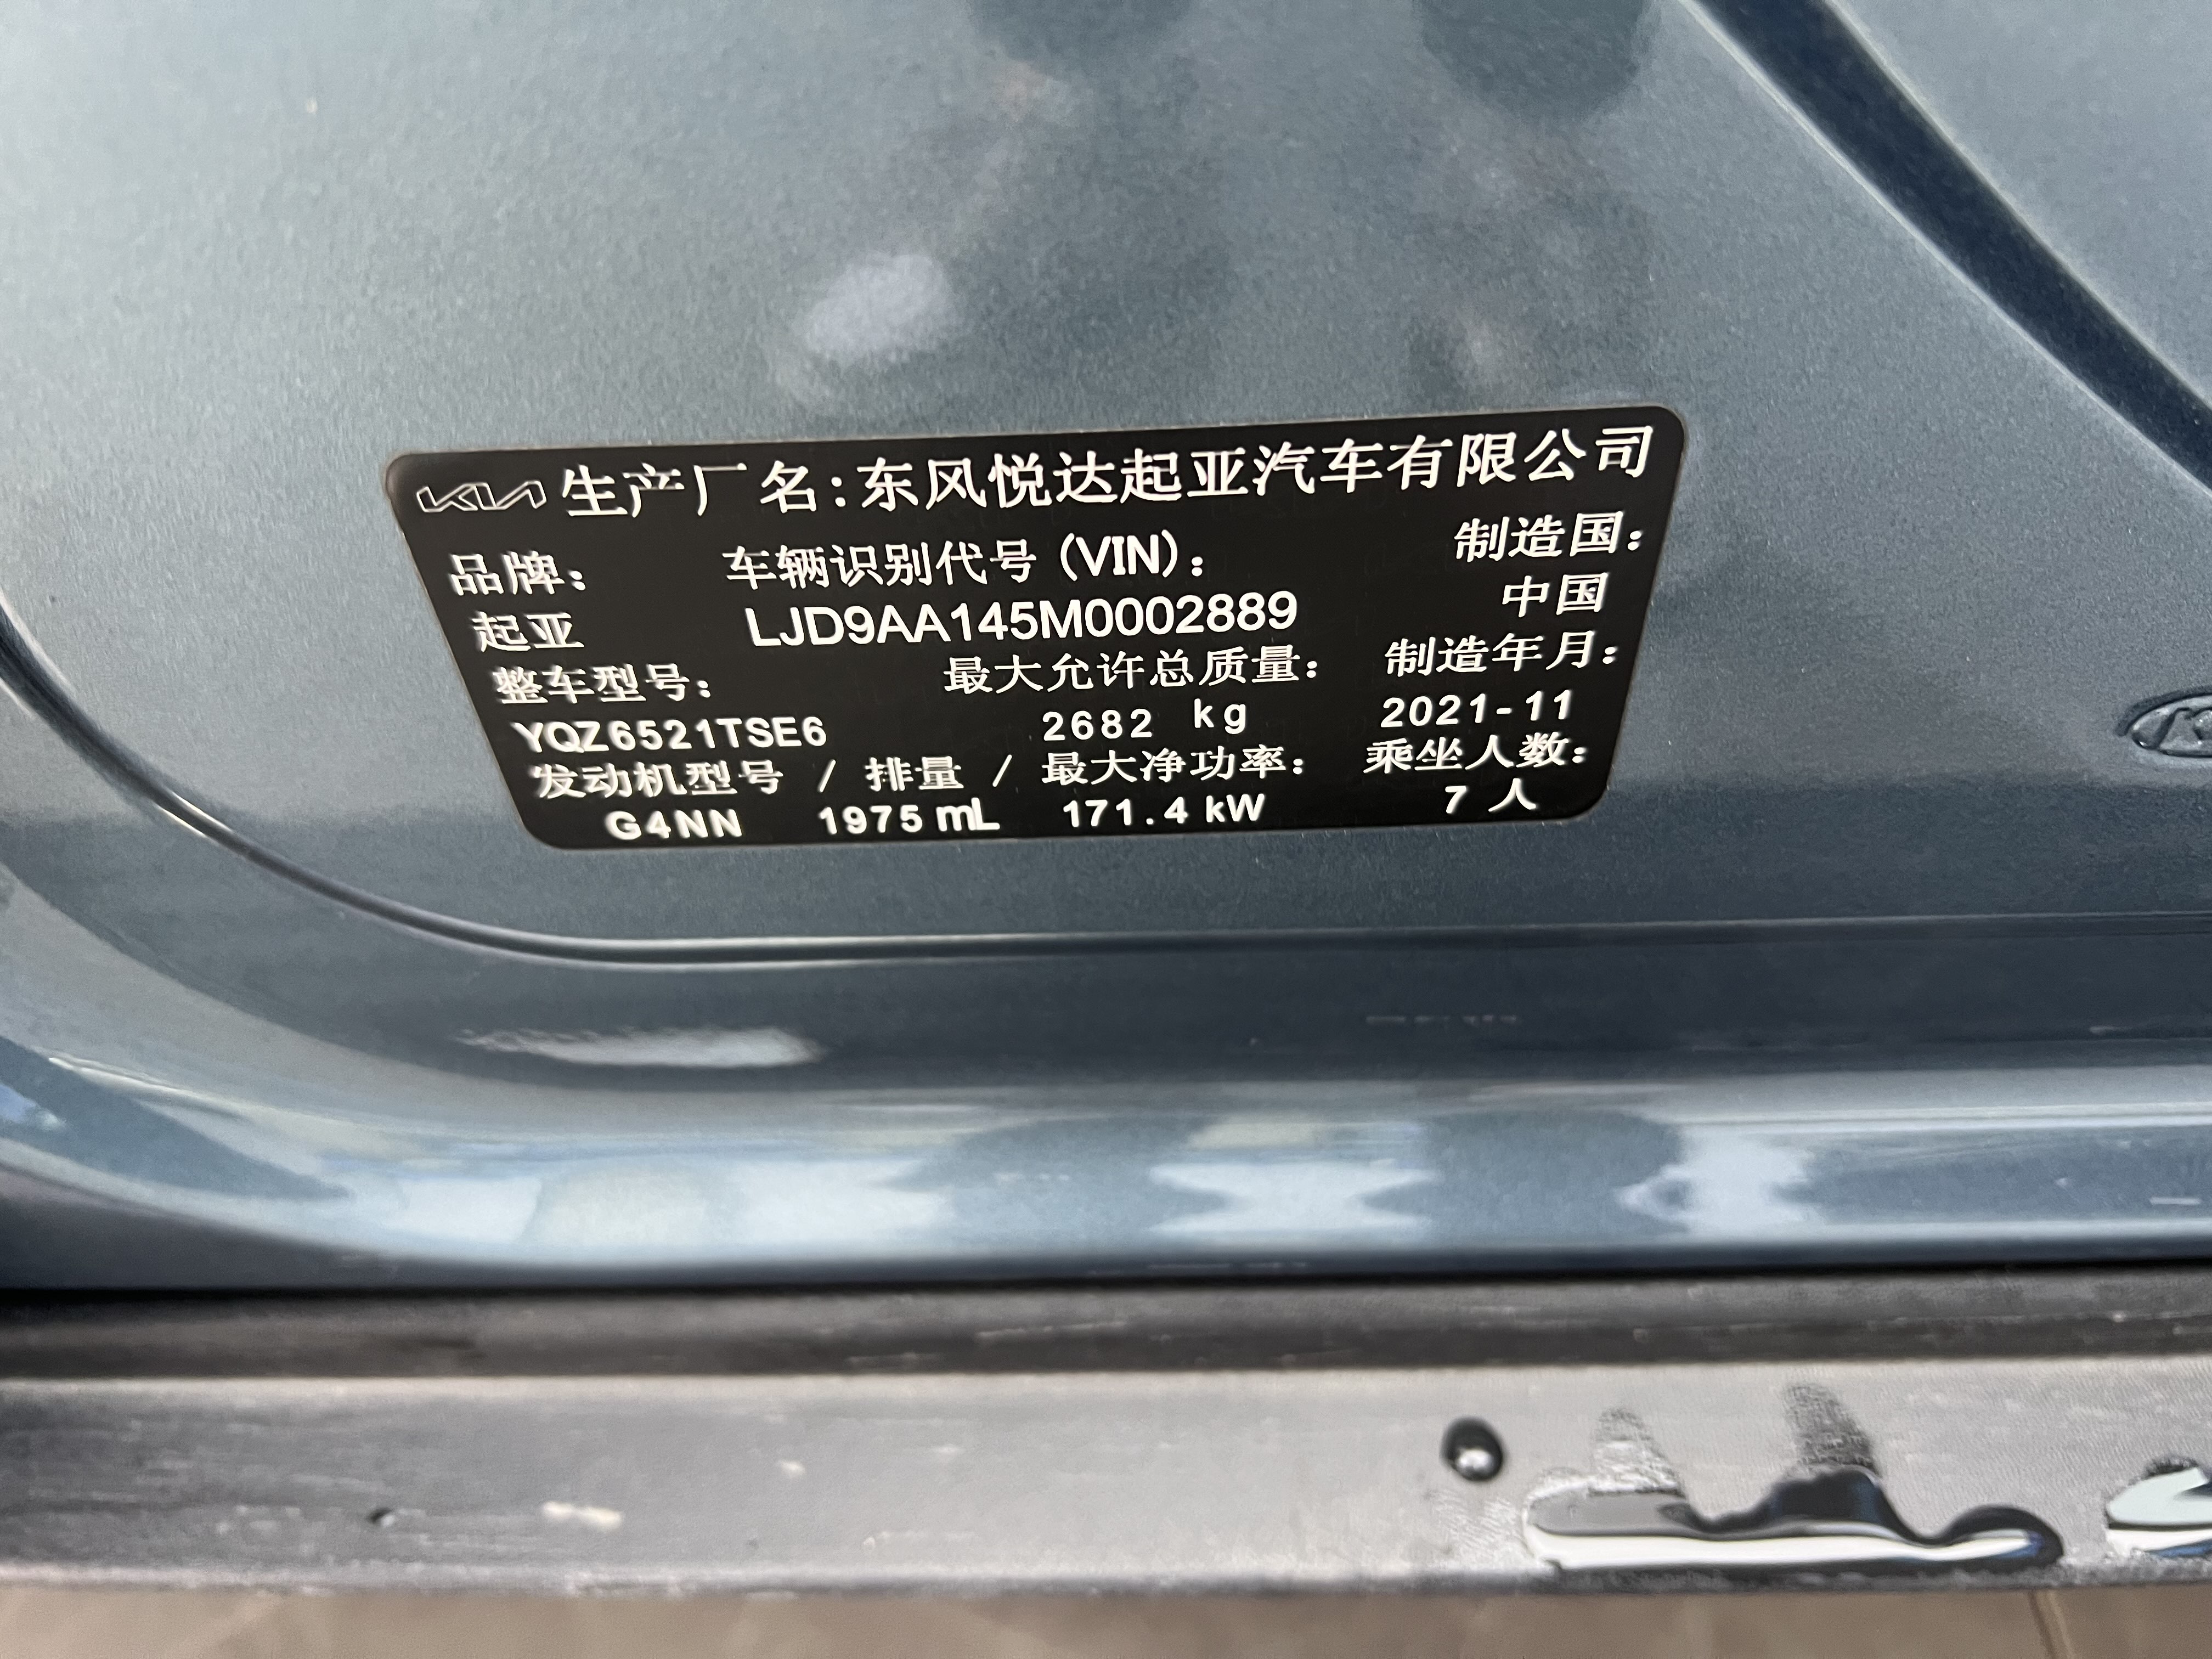 KIA 生产厂名:东风悦达起亚汽车有限公司
品牌: 车辆识别代号 (VIN): 制造国:
起亚 LJD9AA145M0002889 中国
整车型号: 最大允许总质量: 制造年月:
YQZ6521TSE6 2682 kg 2021-11
发动机型号 / 排量 / 最大净功率: 乘坐人数:
G4NN 1975 mL 171.4 kW 7 人